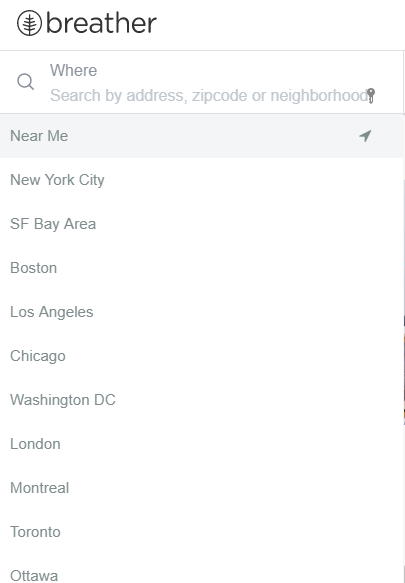 breather
Where
Search by address, zipcode or neighborhood
Near Me
New York City
SF Bay Area
Boston
Los Angeles
Chicago
Washington DC
London
Montreal
Toronto
Ottawa